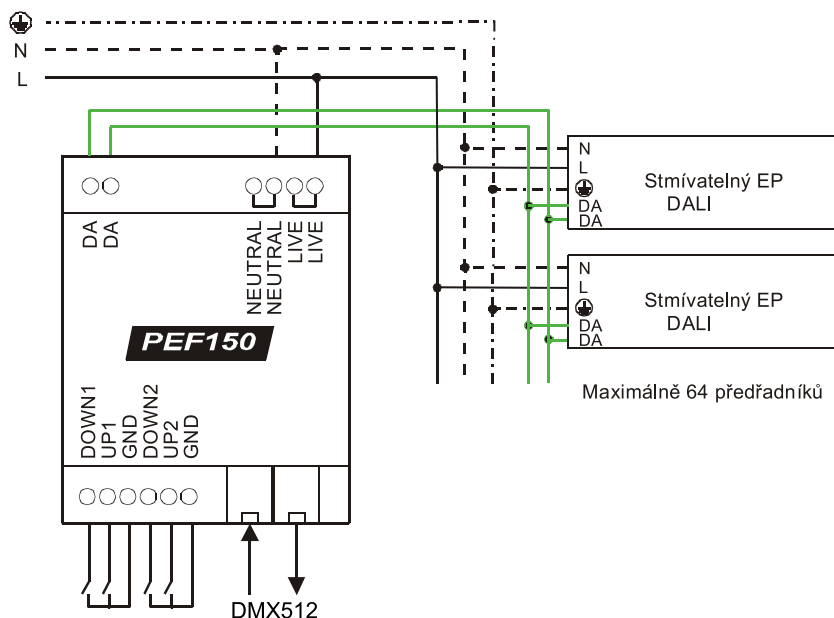 N
L
DA
DA
NEUTRAL
NEUTRAL
LIVE
LIVE
PEF150
DOWN1
UP1
GND
DOWN2
UP2
GND
DMX512
N
L
DA
DA
Stmívatelný EP
DALI
N
L
DA
DA
Stmívatelný EP
DALI
Maximálně 64 předřadníků